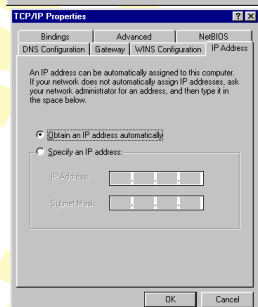 TCP/IP Properties
Bindings Advanced NetBIOS
DNS Configuration Gateway WINS Configuration IP Address
An IP address can be automatically assigned to this computer.
If your network does not automatically assign IP addresses, ask
your network administrator for an address, and then type it in
the space below.
Obtain an IP address automatically
Specify an IP address:
IP Address:
Subnet Mask:
OK Cancel